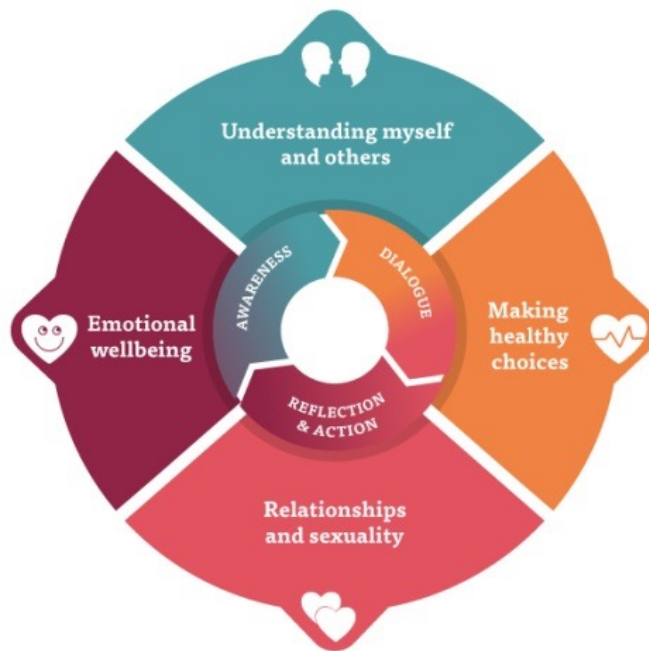 Understanding myself
and others
AWARENESS
DIALOGUE
Emotional
wellbeing
Making
healthy
choices
REFLECTION
& ACTION
Relationships
and sexuality